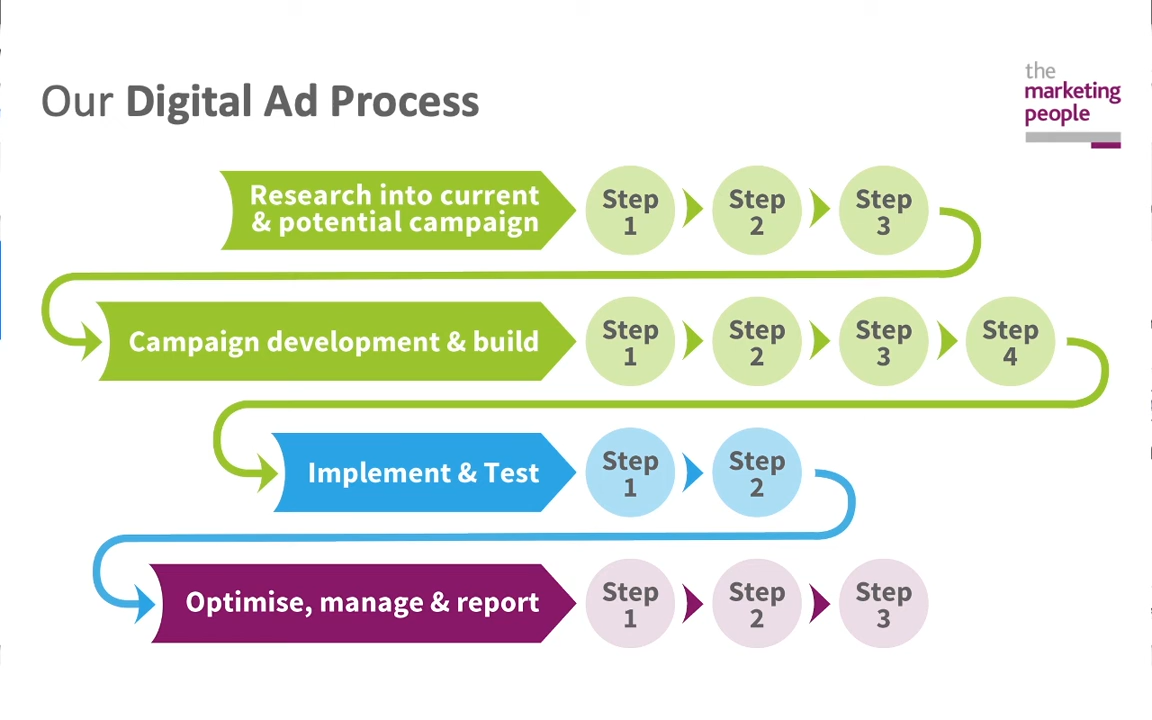 Our Digital Ad Process
the
marketing
people
Research into current
& potential campaign
Step
1
Step
2
Step
3
Campaign development & build
Step
1
Step
2
Step
3
Step
4
Implement & Test
Step
1
Step
2
Optimise, manage & report
Step
1
Step
2
Step
3